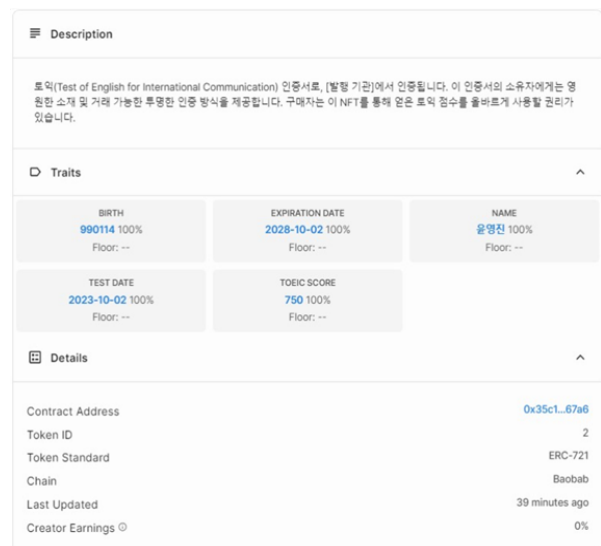 Description
토익(Test of English for International Communication) 인증서로, [발행 기관]에서 인증됩니다. 이 인증서의 소유자에게는 영
원한 소재 및 거래 가능한 투명한 인증 방식을 제공합니다. 구매자는 이 NFT를 통해 얻은 토익 점수를 올바르게 사용할 권리가
있습니다.
Traits
BIRTH
990114 100%
Floor: --
EXPIRATION DATE
2028-10-02 100%
Floor: --
NAME
윤영진 100%
Floor: --
TEST DATE
2023-10-02 100%
Floor: --
TOEIC SCORE
750 100%
Floor: --
Details
Contract Address 0x35c1...67a6
Token ID 2
Token Standard ERC-721
Chain Baobab
Last Updated 39 minutes ago
Creator Earnings 0%